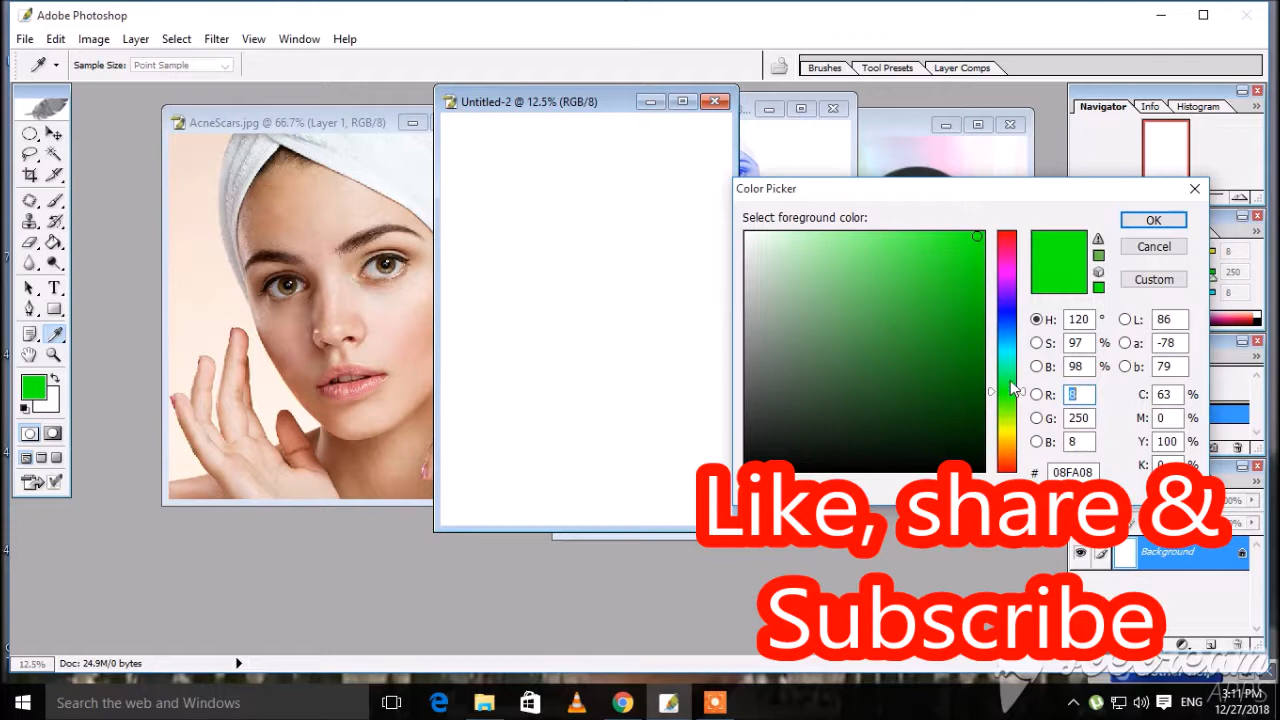 Adobe Photoshop
File Edit Image Layer Select Filter View Window Help
Sample Size: Point Sample
Brushes Tool Presets Layer Comps
AcneScars.jpg @ 66.7% (Layer 1, RGB/8)
Untitled-2 @ 12.5% (RGB/8)
Navigator Info Histogram
Color Picker
Select foreground color:
OK
Cancel
Custom
H: 120 °
S: 97 %
B: 98 %
R: 8
G: 250
B: 8
# 08FA08
L: 86
a: -78
b: 79
C: 63 %
M: 0 %
Y: 100 %
K: %
8
250
8
Like, share &
Subscribe
Background
12.5% Doc: 24.9M/0 bytes
Search the web and Windows
ENG
3:11 PM
12/27/2018